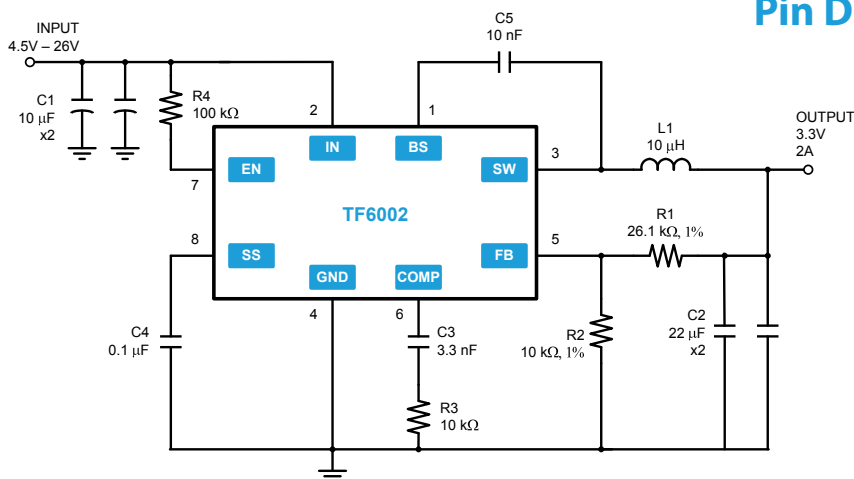 Pin D
INPUT
4.5V – 26V
C1
10 μF
x2
R4
100 kΩ
C5
10 nF
2
1
IN
BS
EN
SW
7
3
L1
10 μH
OUTPUT
3.3V
2A
TF6002
8
5
SS
FB
GND
COMP
R1
26.1 kΩ, 1%
4
6
C4
0.1 μF
C3
3.3 nF
R2
10 kΩ, 1%
C2
22 μF
x2
R3
10 kΩ